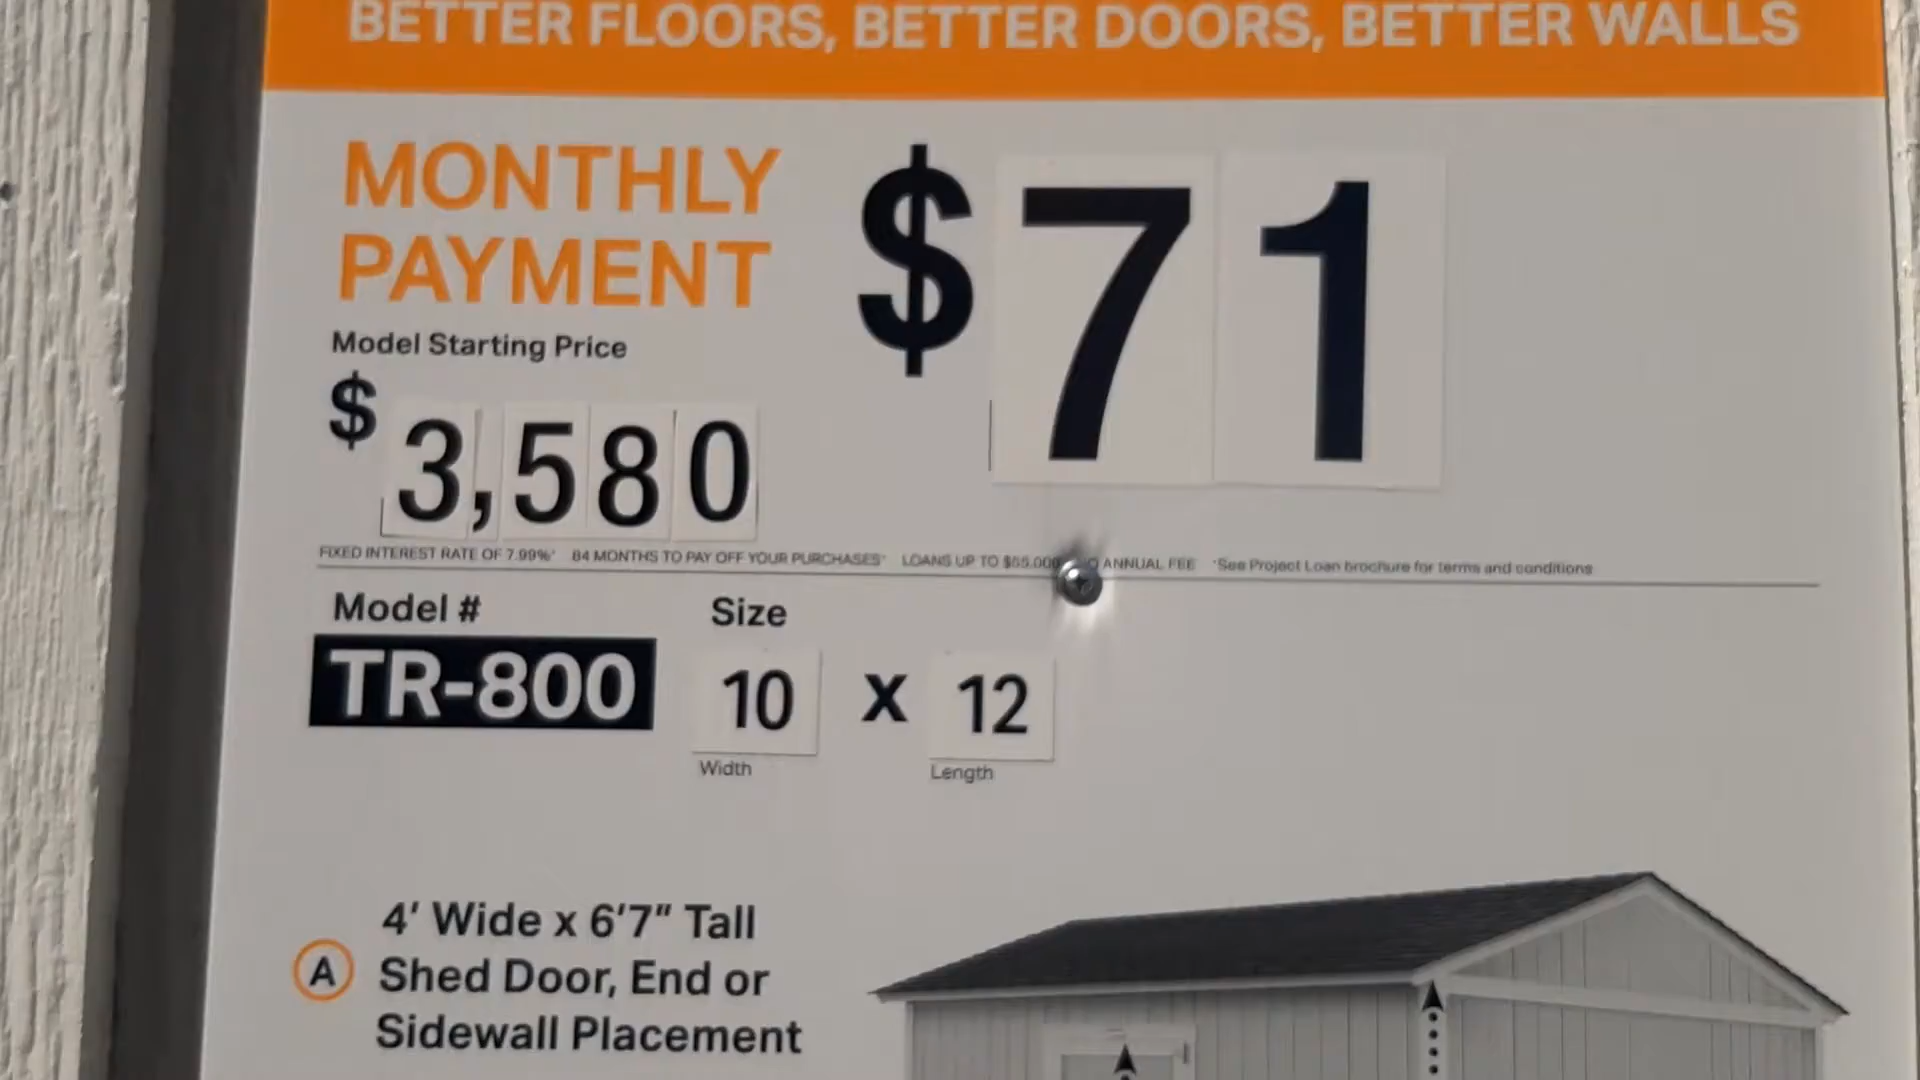 BETTER FLOORS, BETTER DOORS, BETTER WALLS
MONTHLY
PAYMENT
$71
Model Starting Price
$3,580
FIXED INTEREST RATE OF 7.99%* 84 MONTHS TO PAY OFF YOUR PURCHASES* LOANS UP TO $55,000 ANNUAL FEE *See Project Loan brochure for terms and conditions
Model # Size
TR-800 10 X 12
Width Length
4' Wide x 6'7" Tall
A Shed Door, End or
Sidewall Placement